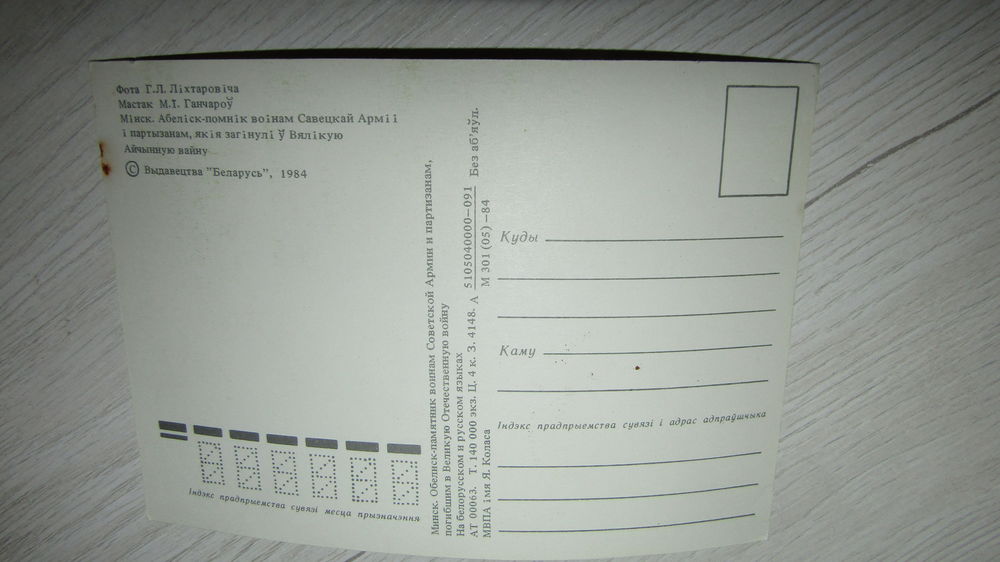 Фота Г.Л. Ліхтаровіча
Мастак М.Ї. Ганчароў
Мінск. Абеліск-помнік воінам Савецкай Арміі
і партызанам, якія загінулі ў Вялікую
Айчынную вайну
© Выдавецтва "Беларусь", 1984
Індэкс прадпрыемства сувязі месца прызначэння
Минск. Обелиск-памятник воинам Советской Армии и партизанам,
погибшим в Великую Отечественную войну
На белорусском и русском языках
АТ 00063. Т. 140 000 экз. Ц. 4 к. З. 4148. А 5105040000–091 Без аб'яўл.
М 301 (05) –84
МВПА імя Я. Коласа
Куды
Каму
Індэкс прадпрыемства сувязі і адрас адпраўшчыка